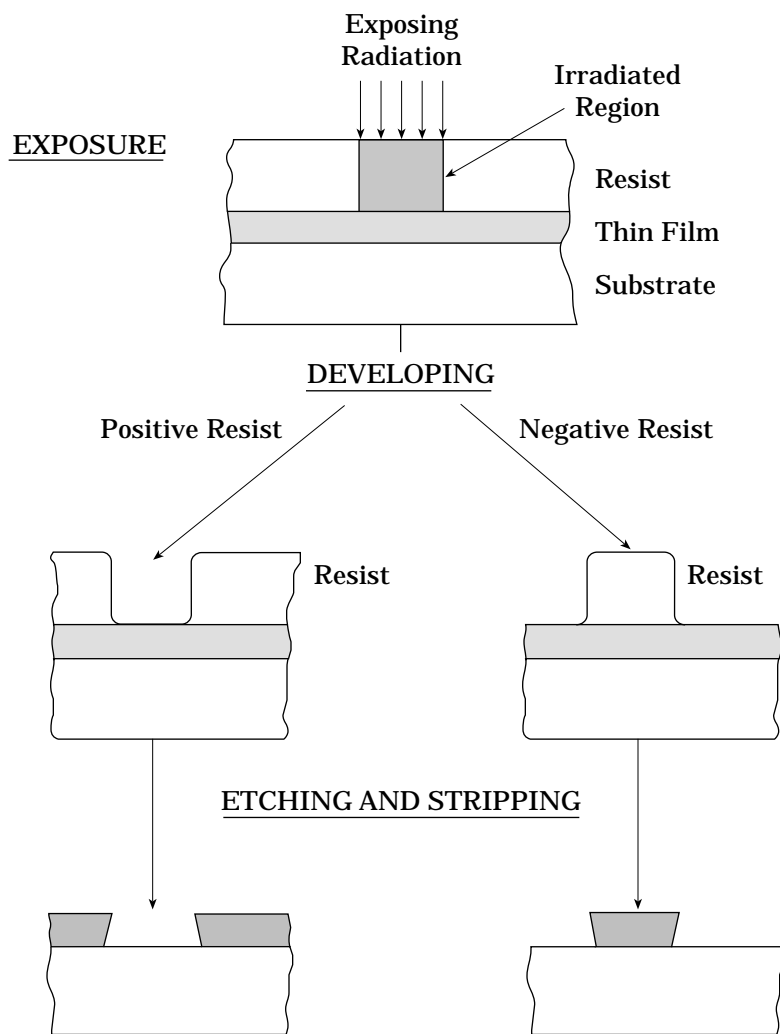 Exposing
Radiation
Irradiated
Region
EXPOSURE
Resist
Thin Film
Substrate
DEVELOPING
Positive Resist
Negative Resist
Resist
Resist
ETCHING AND STRIPPING